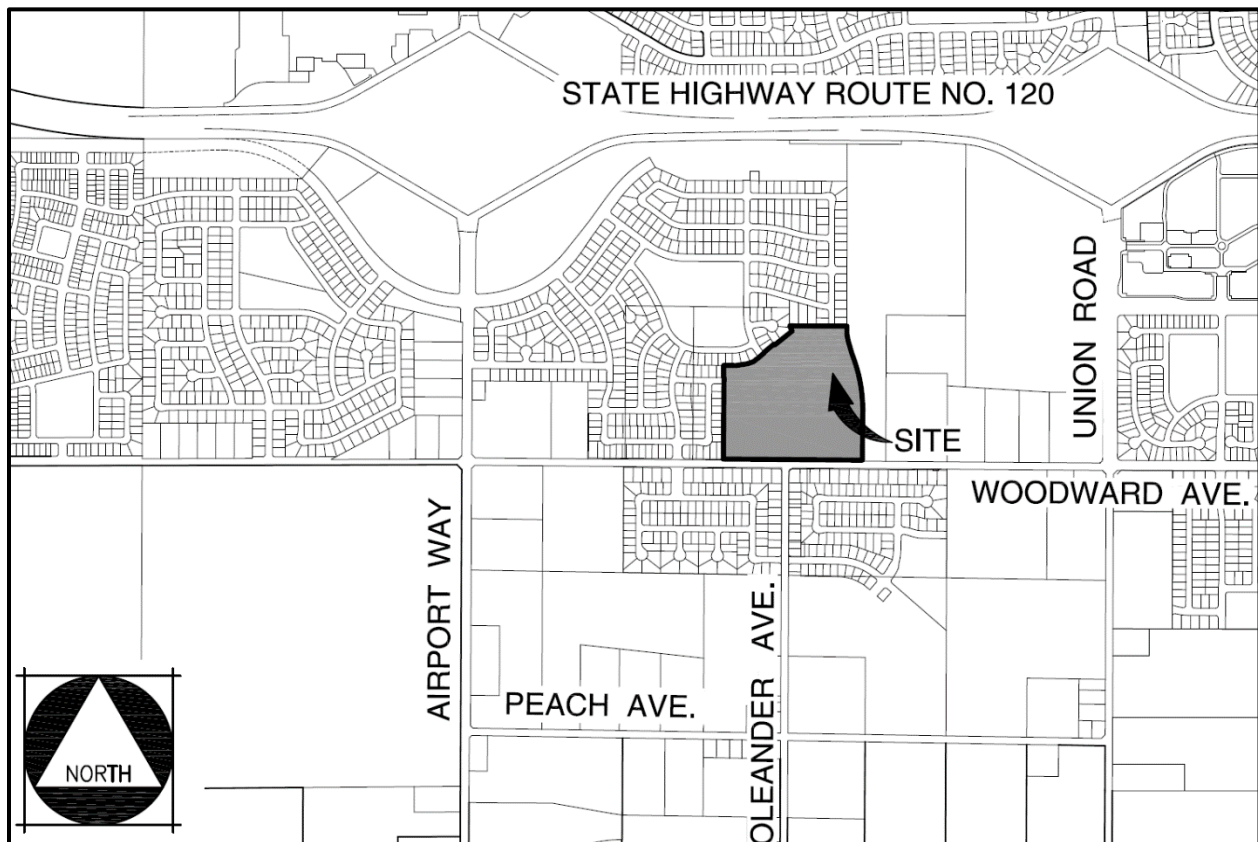 STATE HIGHWAY ROUTE NO. 120
UNION ROAD
SITE
WOODWARD AVE.
AIRPORT WAY
OLEANDER AVE.
PEACH AVE.
NORTH